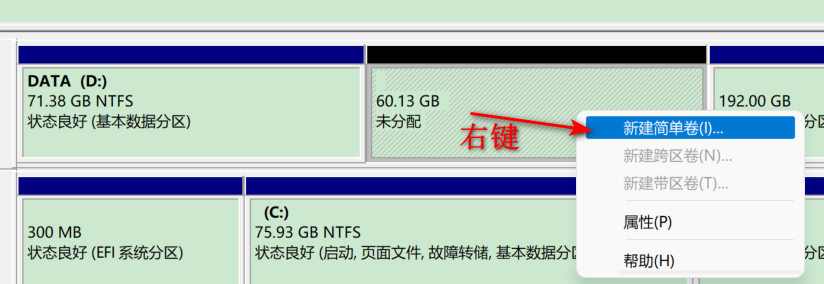 DATA (D:)
71.38 GB NTFS
状态良好 (基本数据分区)
60.13 GB
未分配
192.00 GB
分区
右键
新建简单卷(I)...
新建跨区卷(N)...
新建带区卷(T)...
属性(P)
帮助(H)
300 MB
状态良好 (EFI 系统分区)
(C:)
75.93 GB NTFS
状态良好 (启动, 页面文件, 故障转储, 基本数据分区